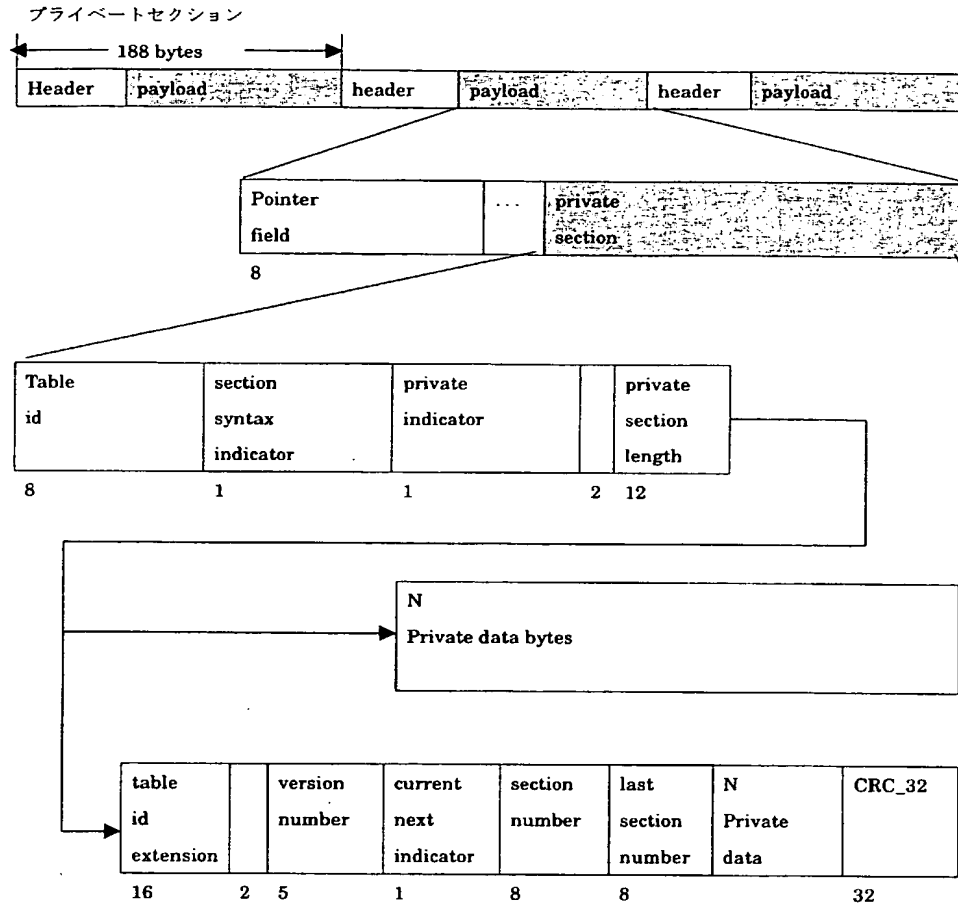 プライベートセクション
188 bytes
Header payload header payload header payload
Pointer field ... private section
8
Table id section syntax indicator private indicator private section length
8 1 1 2 12
N
Private data bytes
table id extension version number current next indicator section number last section number N Private data CRC_32
16 2 5 1 8 8 32